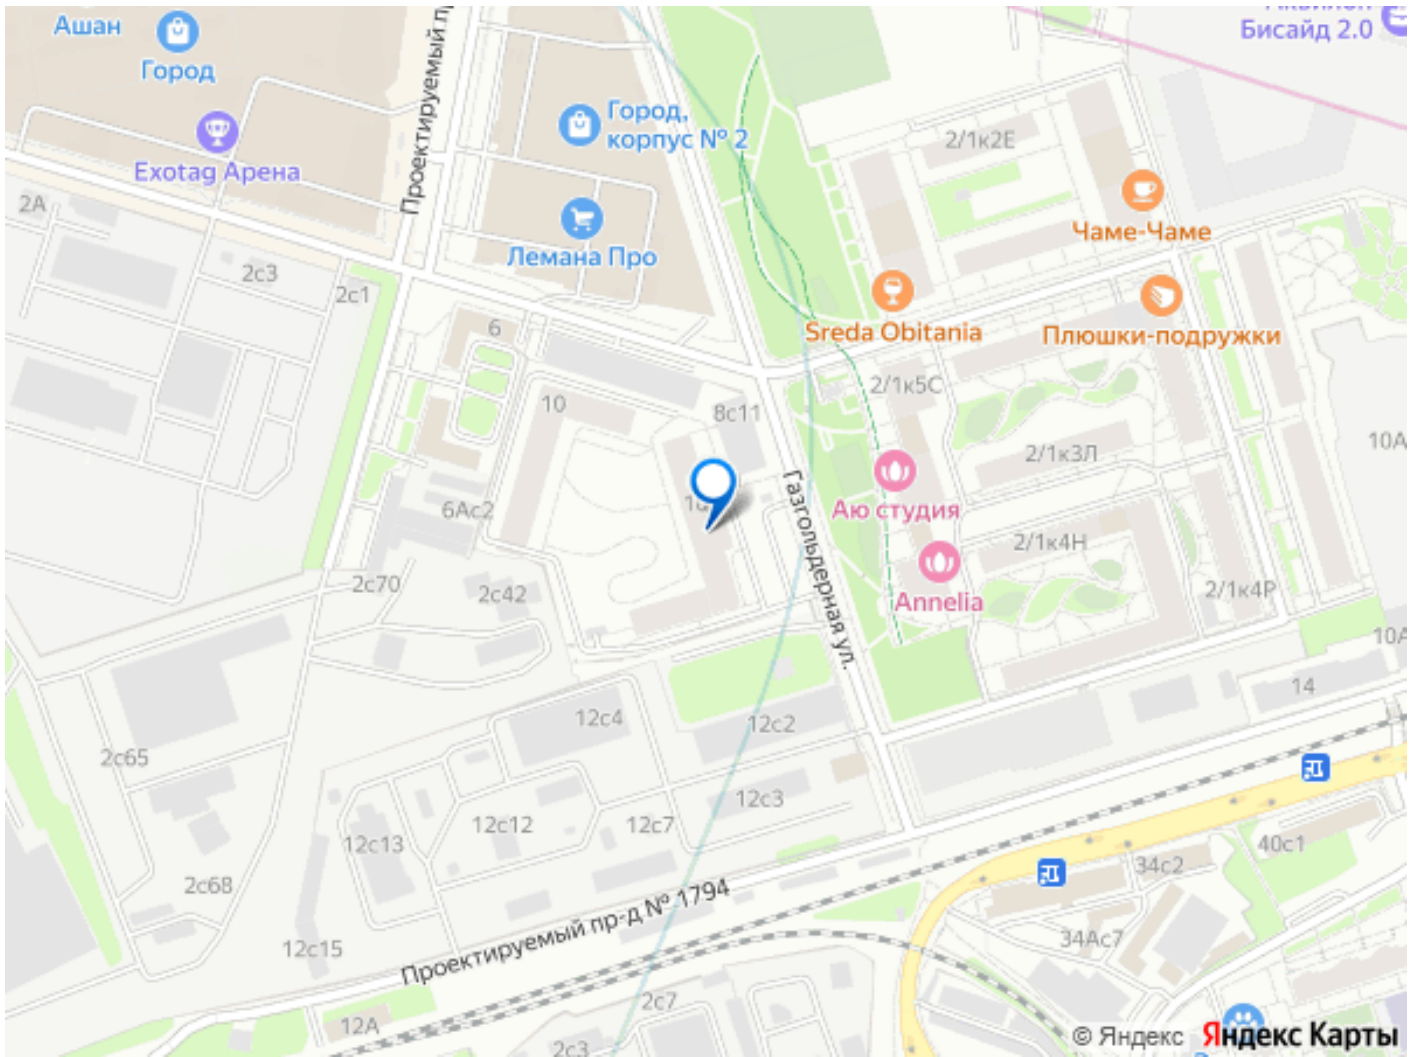 Ашан
Город
Проектируемый пр
Город,
корпус № 2
Бисайд 2.0
Exotag Арена
2/1к2Е
Чаме-Чаме
2А
Лемана Про
2с3
2с1
6
Sreda Obitania
Плюшки-подружки
2/1к5С
10
8с11
2/1к3Л
10А
6Ас2
Аю студия
Газгольдерная ул.
2/1к4Н
2с70
2с42
Annelia
2/1к4Р
10А
14
12с4
12с2
2с65
12с3
12с13
12с12
12с7
40с1
34с2
2с68
Проектируемый пр-д № 1794
12с15
34Ас7
2с7
12А
2с3
© Яндекс Яндекс Карты